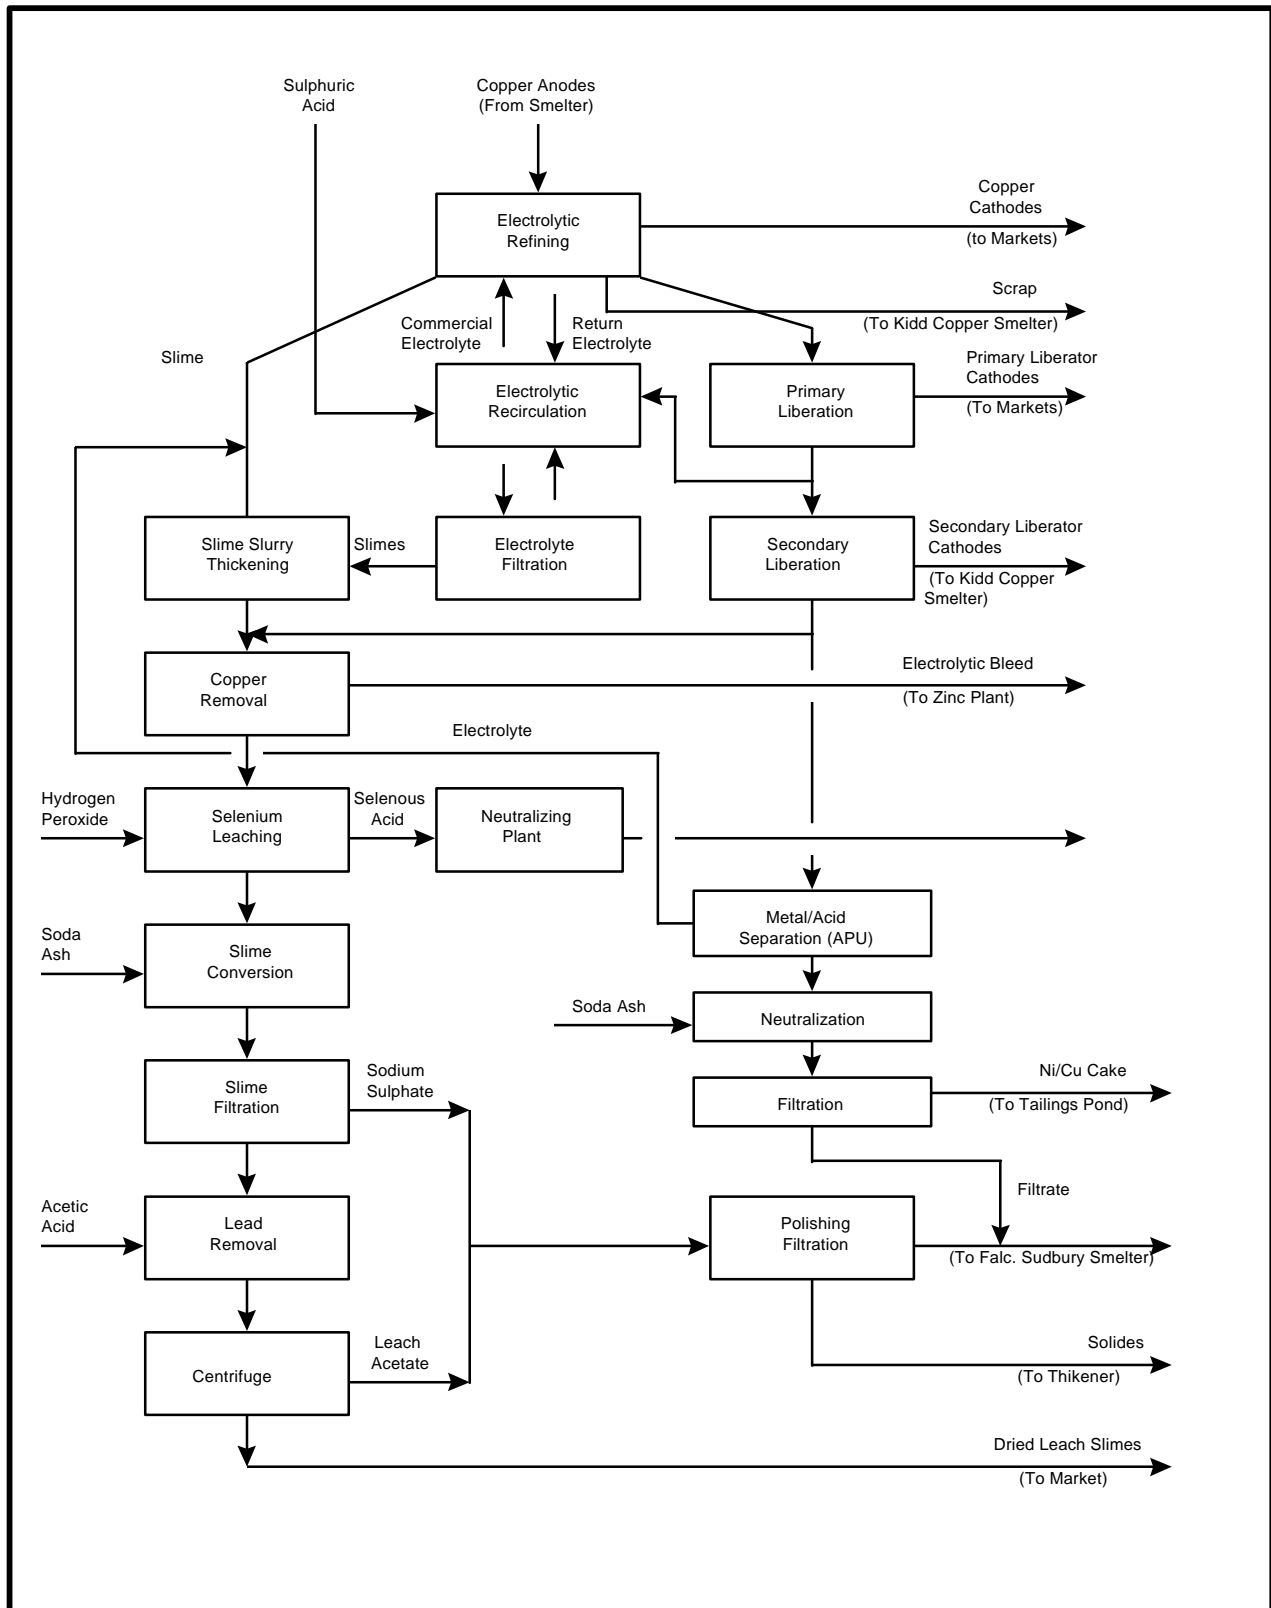 Sulphuric
Acid
Copper Anodes
(From Smelter)
Copper
Cathodes
(to Markets)
Electrolytic
Refining
Scrap
(To Kidd Copper Smelter)
Commercial
Electrolyte
Return
Electrolyte
Slime
Primary Liberator
Cathodes
(To Markets)
Electrolytic
Recirculation
Primary
Liberation
Slime Slurry
Thickening
Slimes
Electrolyte
Filtration
Secondary
Liberation
Secondary Liberator
Cathodes
(To Kidd Copper
Smelter)
Copper
Removal
Electrolytic Bleed
(To Zinc Plant)
Electrolyte
Hydrogen
Peroxide
Selenium
Leaching
Selenous
Acid
Neutralizing
Plant
Metal/Acid
Separation (APU)
Soda
Ash
Slime
Conversion
Soda Ash
Neutralization
Slime
Filtration
Sodium
Sulphate
Filtration
Ni/Cu Cake
(To Tailings Pond)
Filtrate
Acetic
Acid
Lead
Removal
Polishing
Filtration
(To Falc. Sudbury Smelter)
Centrifuge
Leach
Acetate
Solides
(To Thikener)
Dried Leach Slimes
(To Market)